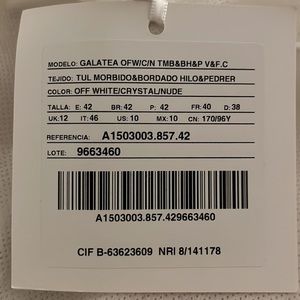 MODELO: GALATEA OFW/C/N TMB&BH&P V&F.C
TEJIDO: TUL MORBIDO&BORDADO HILO&PEDRER
COLOR: OFF WHITE/CRYSTAL/NUDE
TALLA: E: 42 BR: 42 P: 42 FR: 40 D: 38
UK:12 IT:46 US: 10 MX: 10 CN: 170/96Y
REFERENCIA: A1503003.857.42
LOTE: 9663460
A1503003.857.429663460
CIF B-63623609 NRI 8/141178